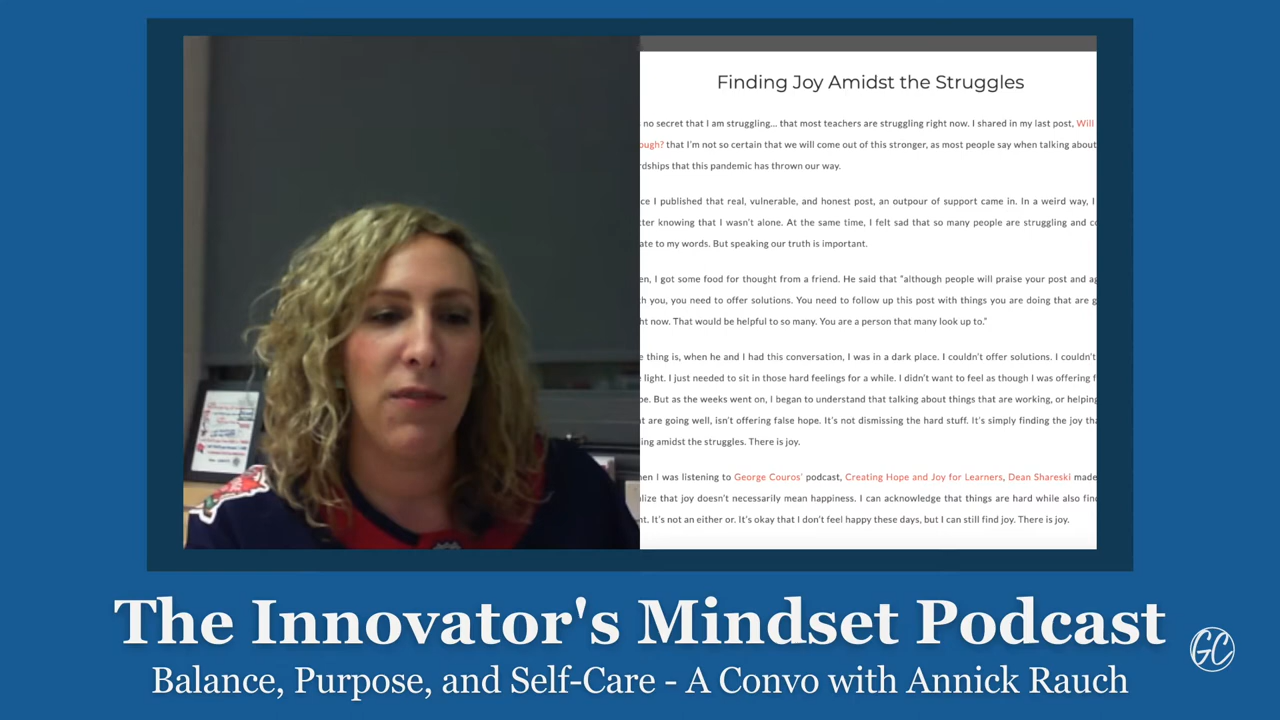 Finding Joy Amidst the Struggles
no secret that I am struggling... that most teachers are struggling right now. I shared in my last post, Will
ough? that I'm not so certain that we will come out of this stronger, as most people say when talking about
rdships that this pandemic has thrown our way.
ce I published that real, vulnerable, and honest post, an outpour of support came in. In a weird way, I
tter knowing that I wasn't alone. At the same time, I felt sad that so many people are struggling and co
ate to my words. But speaking our truth is important.
en, I got some food for thought from a friend. He said that "although people will praise your post and ag
h you, you need to offer solutions. You need to follow up this post with things you are doing that are g
ht now. That would be helpful to so many. You are a person that many look up to."
e thing is, when he and I had this conversation, I was in a dark place. I couldn't offer solutions. I couldn't
light. I just needed to sit in those hard feelings for a while. I didn't want to feel as though I was offering f
pe. But as the weeks went on, I began to understand that talking about things that are working, or helping
t are going well, isn't offering false hope. It's not dismissing the hard stuff. It's simply finding the joy tha
ing amidst the struggles. There is joy.
en I was listening to George Couros' podcast, Creating Hope and Joy for Learners, Dean Shareski made
lize that joy doesn't necessarily mean happiness. I can acknowledge that things are hard while also find
nt. It's not an either or. It's okay that I don't feel happy these days, but I can still find joy. There is joy.
The Innovator's Mindset Podcast
GC
Balance, Purpose, and Self-Care - A Convo with Annick Rauch